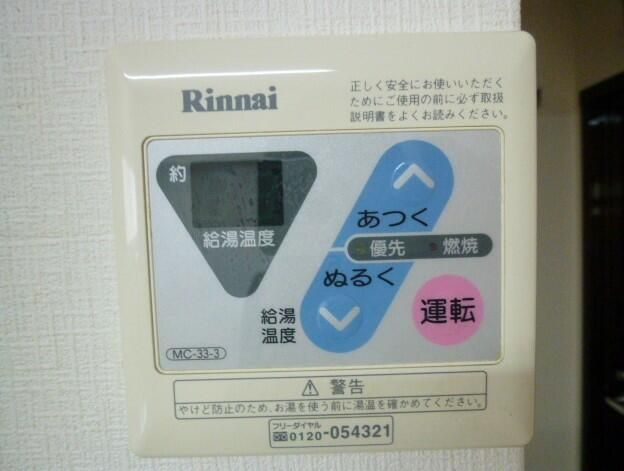 Rinnai
正しく安全にお使いいただく
ためにご使用の前に必ず取扱
説明書をよくお読みください。
約
給湯温度
あつく
優先 燃焼
ぬるく
給湯
温度
運転
MC-33-3
⚠ 警告
やけど防止のため、お湯を使う前に湯温を確かめてください。
フリーダイヤル
0120-054321